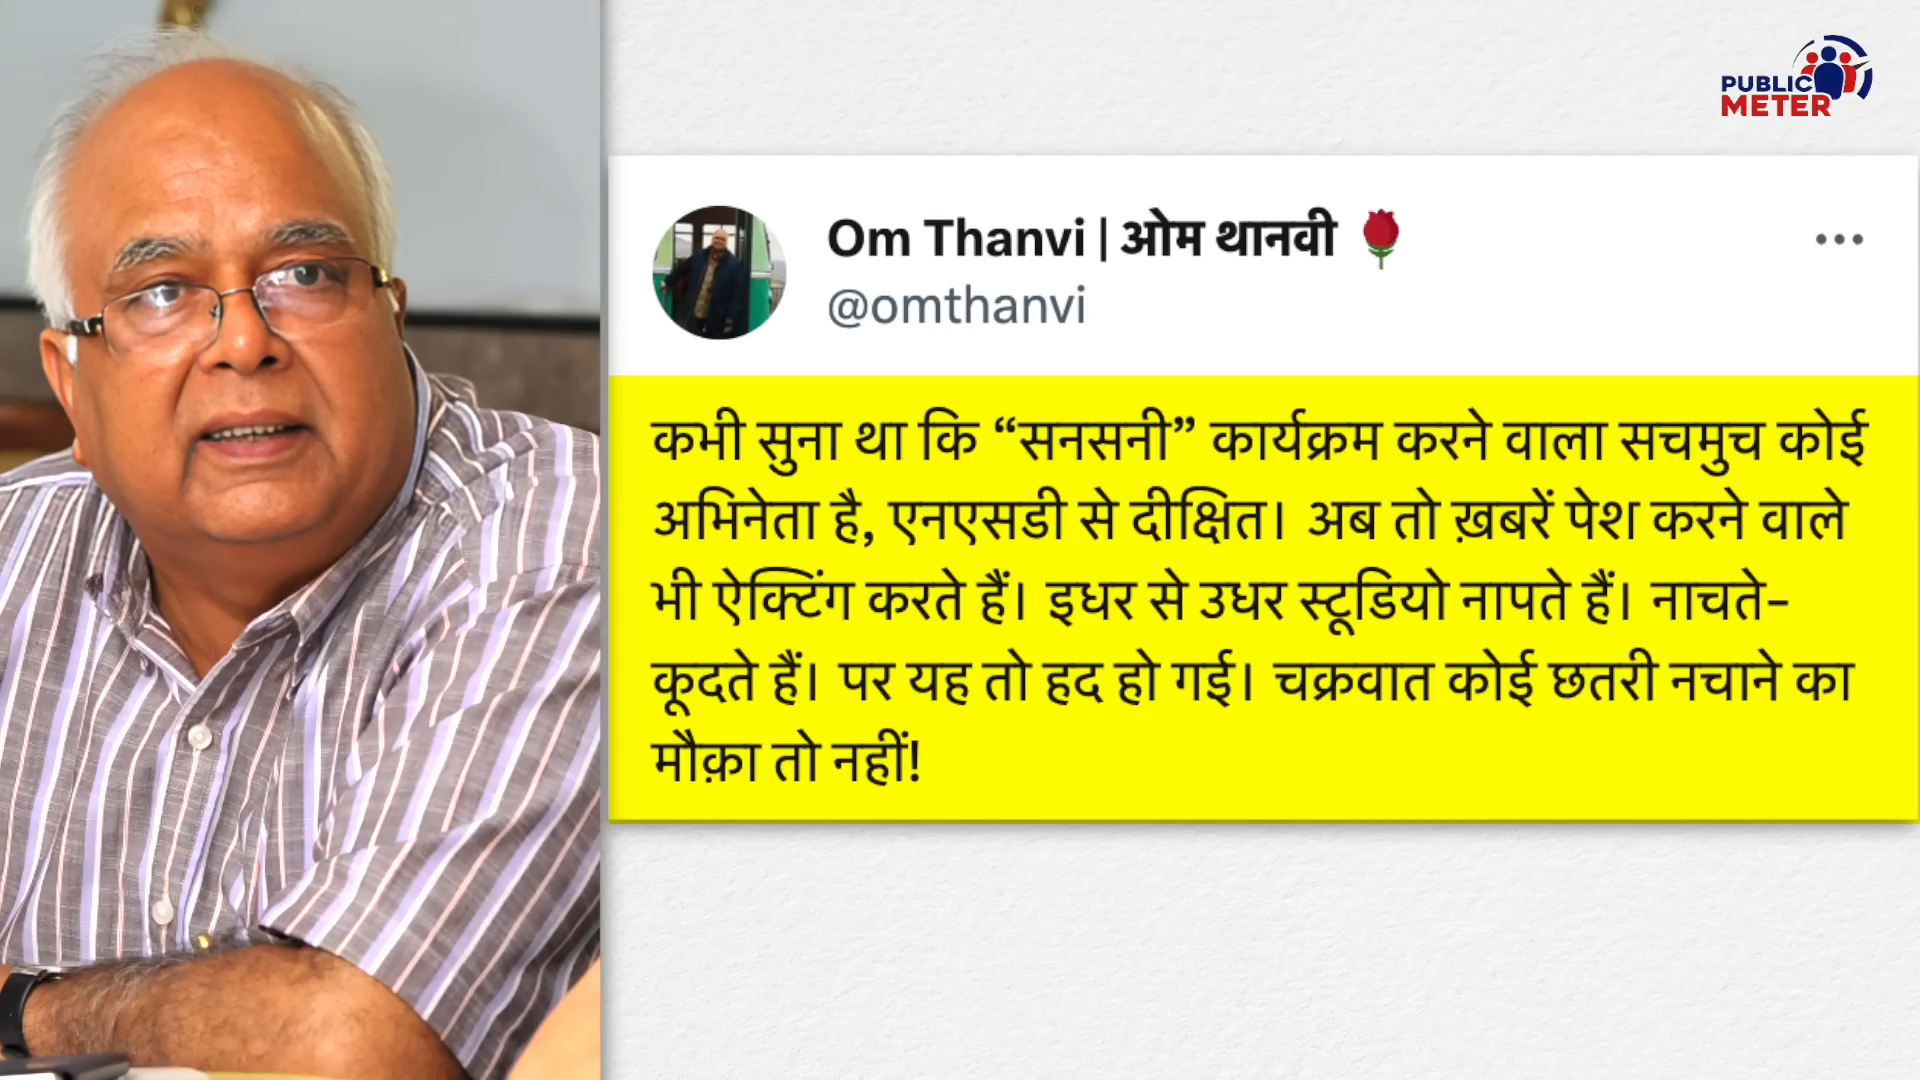 PUBLIC
METER
Om Thanvi | ओम थानवी 🌹
@omthanvi
कभी सुना था कि “सनसनी” कार्यक्रम करने वाला सचमुच कोई
अभिनेता है, एनएसडी से दीक्षित। अब तो ख़बरें पेश करने वाले
भी ऐक्टिंग करते हैं। इधर से उधर स्टूडियो नापते हैं। नाचते-
कूदते हैं। पर यह तो हद हो गई। चक्रवात कोई छतरी नचाने का
मौक़ा तो नहीं!